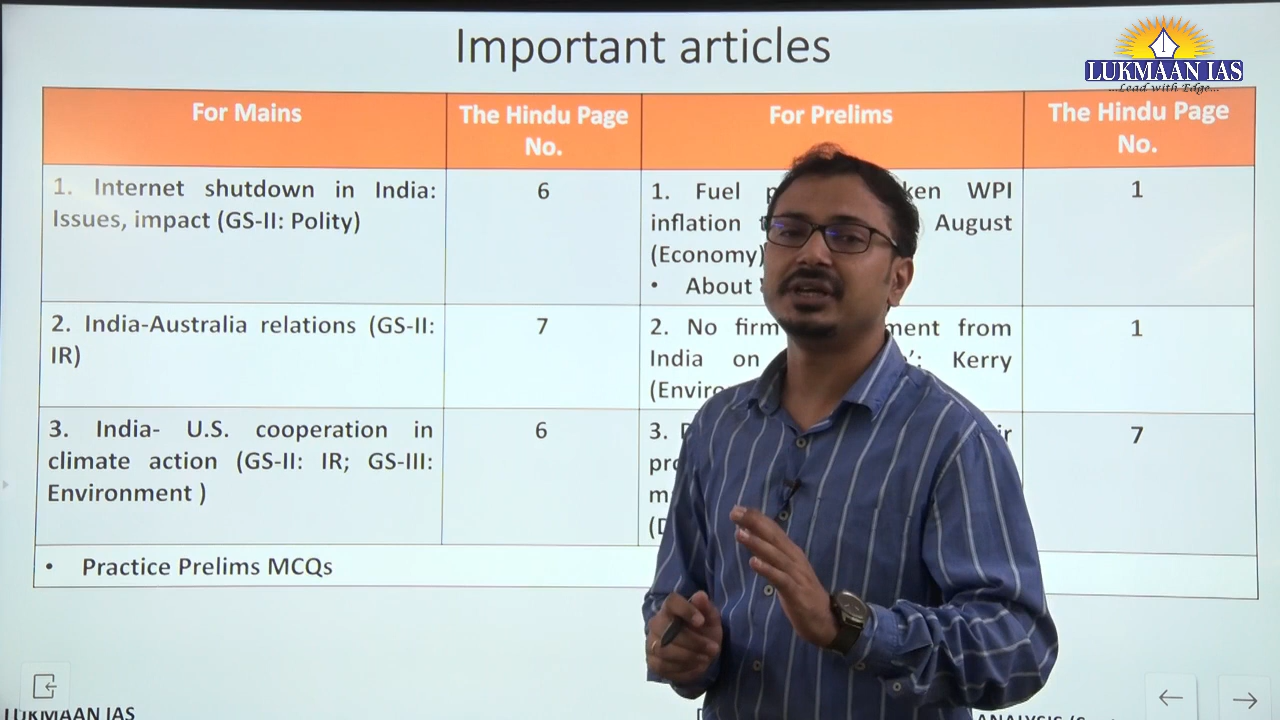 Important articles
LUKMAAN IAS
...Lead with Edge...
For Mains
The Hindu Page No.
For Prelims
The Hindu Page No.
1. Internet shutdown in India:
Issues, impact (GS-II: Polity)
6
1. Fuel WPI
inflation August
(Economy)
• About
1
2. India-Australia relations (GS-II:
IR)
7
2. No firm from
India on Kerry
1
3. India- U.S. cooperation in
climate action (GS-II: IR; GS-III:
Environment )
6
3.
7
• Practice Prelims MCQs
LUKMAAN IAS
ANALYSIS